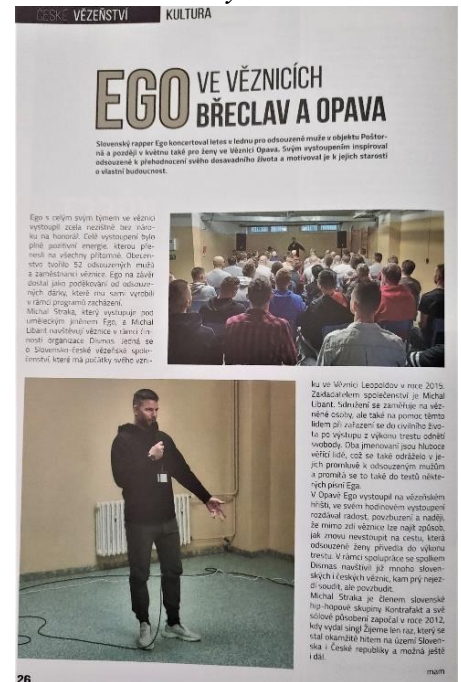 ČESKÉ VĚZEŇSTVÍ
KULTURA
EGO VE VĚZNICÍCH
BŘECLAV A OPAVA
Slovenský rapper Ego koncertoval letos v lednu pro odsouzené muže v objektu Poštor-
ná a později v květnu také pro ženy ve Věznici Opava. Svým vystoupením inspiroval
odsouzené k přehodnocení svého dosavadního života a motivoval je k jejich starosti
o vlastní budoucnost.
Ego s celým svým týmem se věznici
vystoupil zcela nezištně bez náro-
ku na honorář. Celé vystoupení bylo
plné pozitivní energie, kterou pře-
nesli na všechny přítomné. Obecen-
stvo tvořilo 52 odsouzených mužů
a zaměstnanci věznice. Ego na závěr
dostal jako poděkování od odsouze-
ných dárky, které mu sami vyrobili
v rámci programů zacházení.
Michal Straka, který vystupuje pod
uměleckým jménem Ego, a Michal
Libant navštěvují věznice v rámci čin-
nosti organizace Dismas. Jedná se
o Slovensko-české vězeňské spole-
čenství, které má počátky svého vzni-
ku ve Věznici Leopoldov v roce 2015.
Zakladatelem společenství je Michal
Libant. Sdružení se zaměřuje na věz-
něné osoby, ale také na pomoc těmto
lidem při zařazení se do civilního živo-
ta po výstupu z výkonu trestu odnětí
svobody. Oba jmenovaní jsou hluboce
věřící lidé, což se také odráželo v je-
jich promluvě k odsouzeným mužům
a promítá se to také do textů někte-
rých písní Ega.
V Opavě Ego vystoupil na vězeňském
hřišti, ve svém hodinovém vystoupení
rozdával radost, povzbuzení a naději,
že mimo zdi věznice lze najít způsob,
jak znovu nevstoupit na cestu, která
odsouzené ženy přivedla do výkonu
trestu. V rámci spolupráce se spolkem
Dismas navštívil již mnoho sloven-
ských i českých věznic, kam prý nejez-
dí soudit, ale povzbudit.
Michal Straka je členem slovenské
hip-hopové skupiny Kontrafakt a své
sólové působení započal v roce 2012,
kdy vydal singl Žijeme len raz, který se
stal okamžitě hitem na území Sloven-
ska i České republiky a možná ještě
i dál.
mam
26